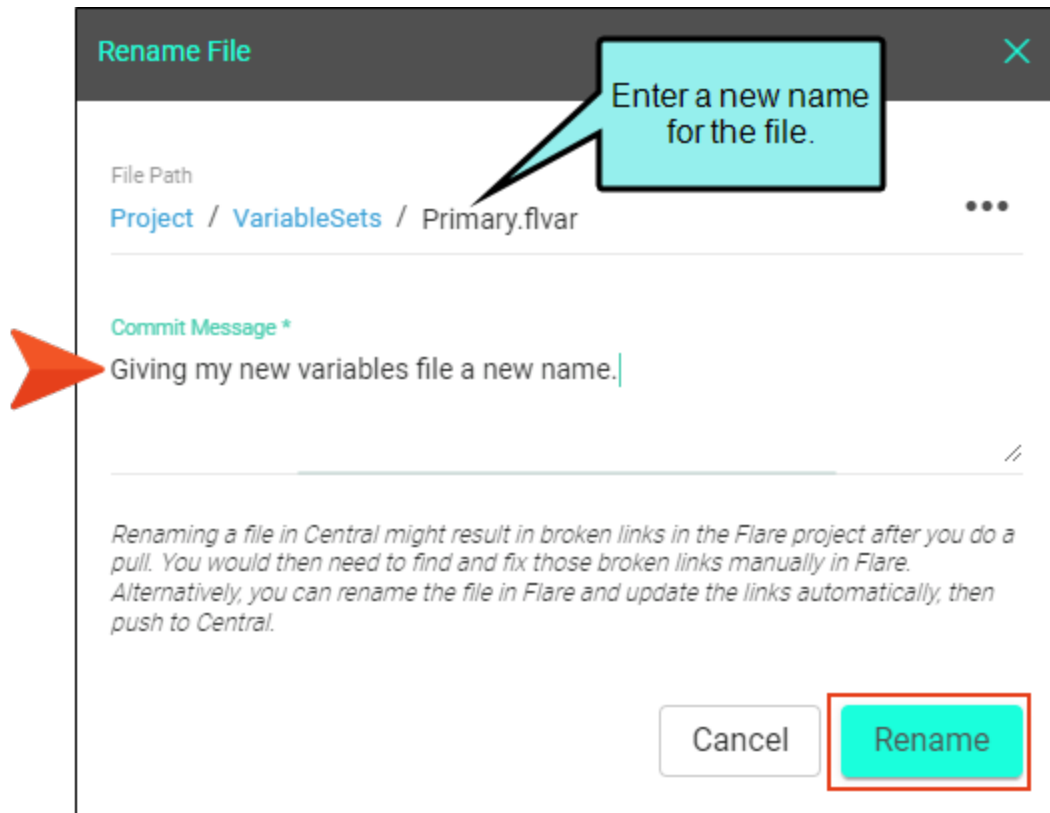 Rename File
Enter a new name
for the file.
File Path
Project / VariableSets / Primary.flvar
Commit Message *
Giving my new variables file a new name.
Renaming a file in Central might result in broken links in the Flare project after you do a
pull. You would then need to find and fix those broken links manually in Flare.
Alternatively, you can rename the file in Flare and update the links automatically, then
push to Central.
Cancel
Rename